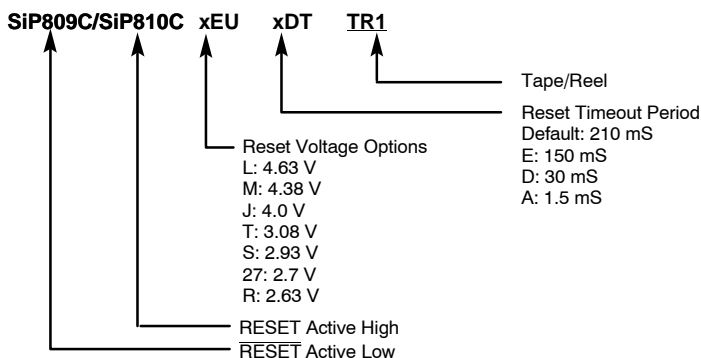 SiP809C/SiP810C xEU xDT TR1
Tape/Reel
Reset Timeout Period
Default: 210 mS
E: 150 mS
D: 30 mS
A: 1.5 mS
Reset Voltage Options
L: 4.63 V
M: 4.38 V
J: 4.0 V
T: 3.08 V
S: 2.93 V
27: 2.7 V
R: 2.63 V
RESET Active High
R̅E̅S̅E̅T̅ Active Low